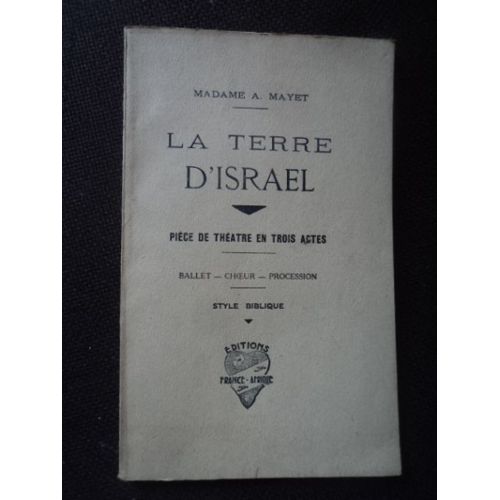 MADAME A. MAYET
LA TERRE
D'ISRAEL
PIÈCE DE THÉATRE EN TROIS ACTES
BALLET — CHŒUR — PROCESSION
STYLE BIBLIQUE
ÉDITIONS
FRANCE-AFRIQUE